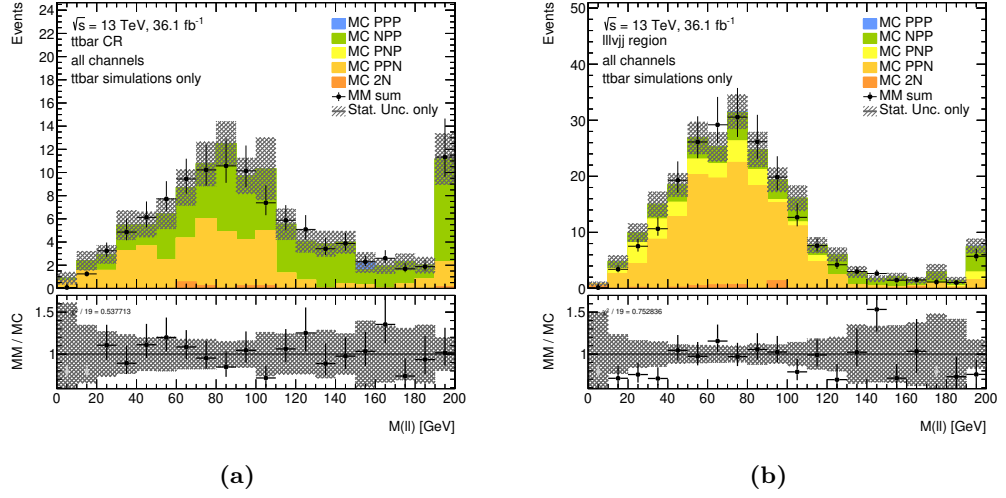 Events
24
22
20
18
16
14
12
10
8
6
4
2
0
√s = 13 TeV, 36.1 fb⁻¹
ttbar CR
all channels
ttbar simulations only
MC PPP
MC NPP
MC PNP
MC PPN
MC 2N
MM sum
Stat. Unc. only
MM / MC
1.5
1
/ 19 = 0.537713
0 20 40 60 80 100 120 140 160 180 200
M(ll) [GeV]
(a)
Events
50
40
30
20
10
0
√s = 13 TeV, 36.1 fb⁻¹
lllvjj region
all channels
ttbar simulations only
MC PPP
MC NPP
MC PNP
MC PPN
MC 2N
MM sum
Stat. Unc. only
MM / MC
1.5
1
/ 19 = 0.752836
0 20 40 60 80 100 120 140 160 180 200
M(ll) [GeV]
(b)